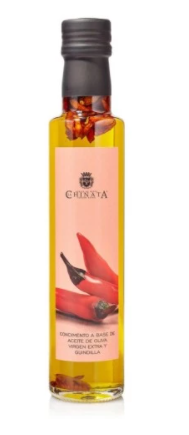 LA
CHINATA
CONDIMENTO A BASE DE
ACEITE DE OLIVA
VIRGEN EXTRA Y
GUINDILLA